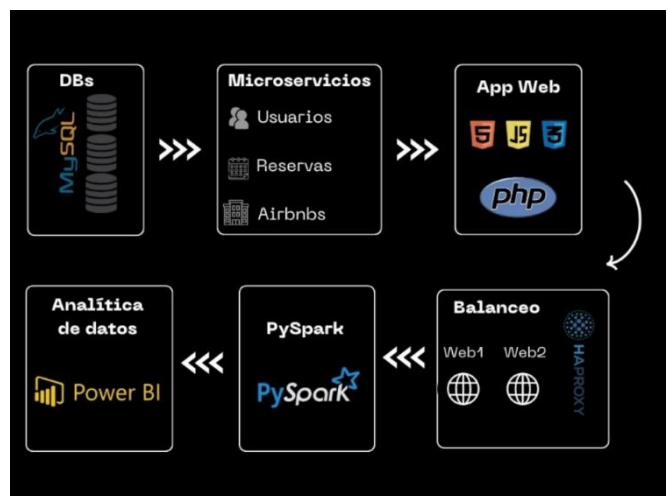 DBs
MySQL
Microservicios
Usuarios
Reservas
Airbnbs
App Web
5 JS 3
php
Analítica
de datos
Power BI
PySpark
PySpark
Balanceo
Web1 Web2
HAPROXY